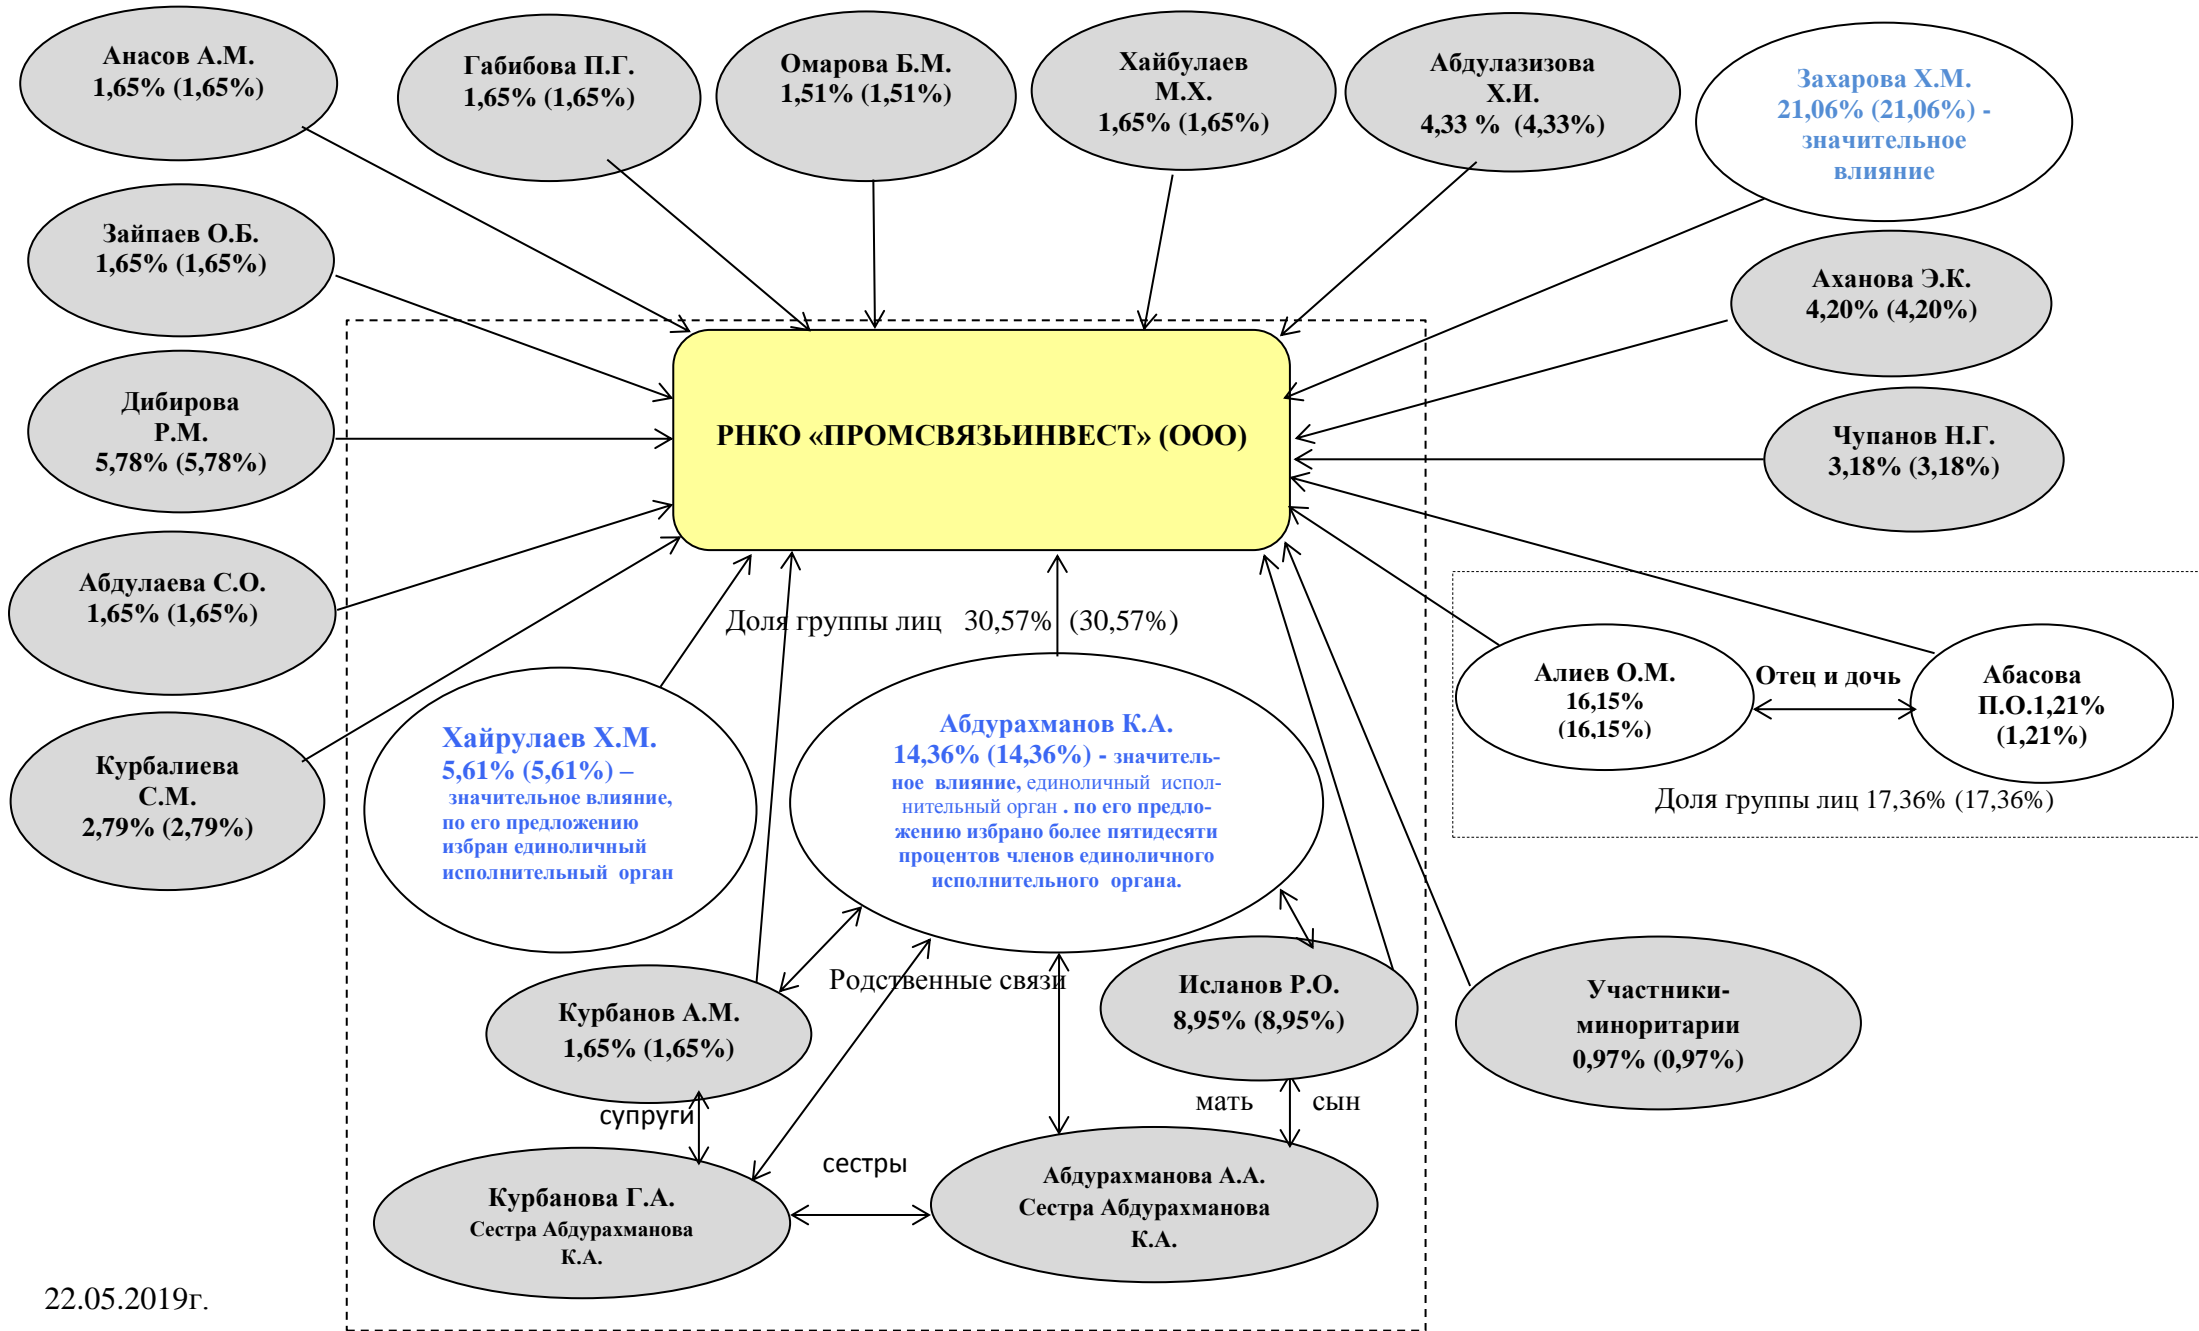 Анасов А.М.
1,65% (1,65%)
Габибова П.Г.
1,65% (1,65%)
Омарова Б.М.
1,51% (1,51%)
Хайбулаев
М.Х.
1,65% (1,65%)
Абдулазизова
Х.И.
4,33 % (4,33%)
Захарова Х.М.
21,06% (21,06%) -
значительное
влияние
Зайпаев О.Б.
1,65% (1,65%)
Аханова Э.К.
4,20% (4,20%)
Дибирова
Р.М.
5,78% (5,78%)
РНКО «ПРОМСВЯЗЬИНВЕСТ» (ООО)
Чупанов Н.Г.
3,18% (3,18%)
Абдулаева С.О.
1,65% (1,65%)
Доля группы лиц 30,57% (30,57%)
Алиев О.М.
16,15%
(16,15%)
Отец и дочь
Абасова
П.О.1,21%
(1,21%)
Доля группы лиц 17,36% (17,36%)
Курбалиева
С.М.
2,79% (2,79%)
Хайрулаев Х.М.
5,61% (5,61%) –
значительное влияние,
по его предложению
избран единоличный
исполнительный орган
Абдурахманов К.А.
14,36% (14,36%) - значитель-
ное влияние, единоличный испол-
нительный орган . по его предло-
жению избрано более пятидесяти
процентов членов единоличного
исполнительного органа.
Родственные связи
Курбанов А.М.
1,65% (1,65%)
Исланов Р.О.
8,95% (8,95%)
Участники-
миноритарии
0,97% (0,97%)
супруги
мать сын
сестры
Курбанова Г.А.
Сестра Абдурахманова
К.А.
Абдурахманова А.А.
Сестра Абдурахманова
К.А.
22.05.2019г.